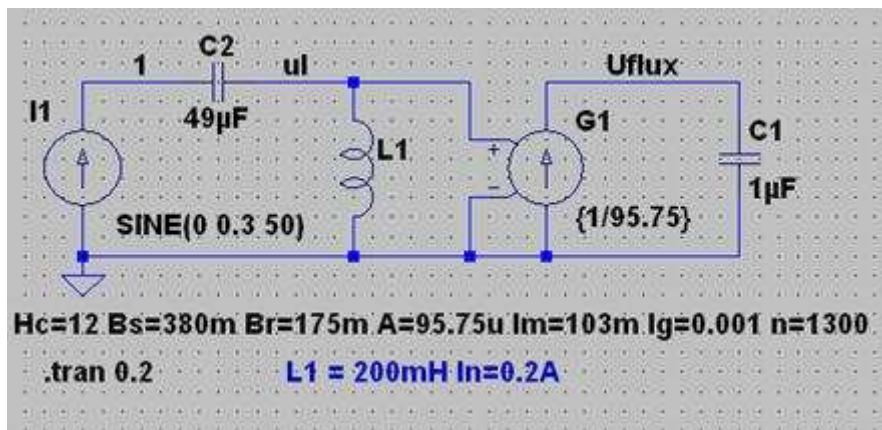 C2
1
ul
Uflux
I1
49µF
L1
G1
C1
+
−
1µF
SINE(0 0.3 50)
{1/95.75}
Hc=12 Bs=380m Br=175m A=95.75u lm=103m lg=0.001 n=1300
.tran 0.2
L1 = 200mH In=0.2A